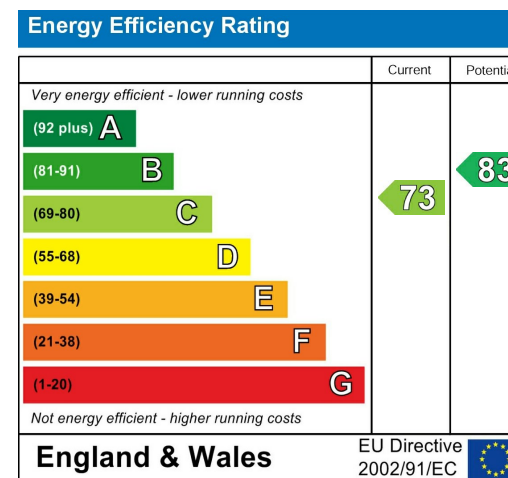 Energy Efficiency Rating
Current Potentia
Very energy efficient - lower running costs
(92 plus) A
(81-91) B
83
(69-80) C
73
(55-68) D
(39-54) E
(21-38) F
(1-20) G
Not energy efficient - higher running costs
England & Wales
EU Directive
2002/91/EC